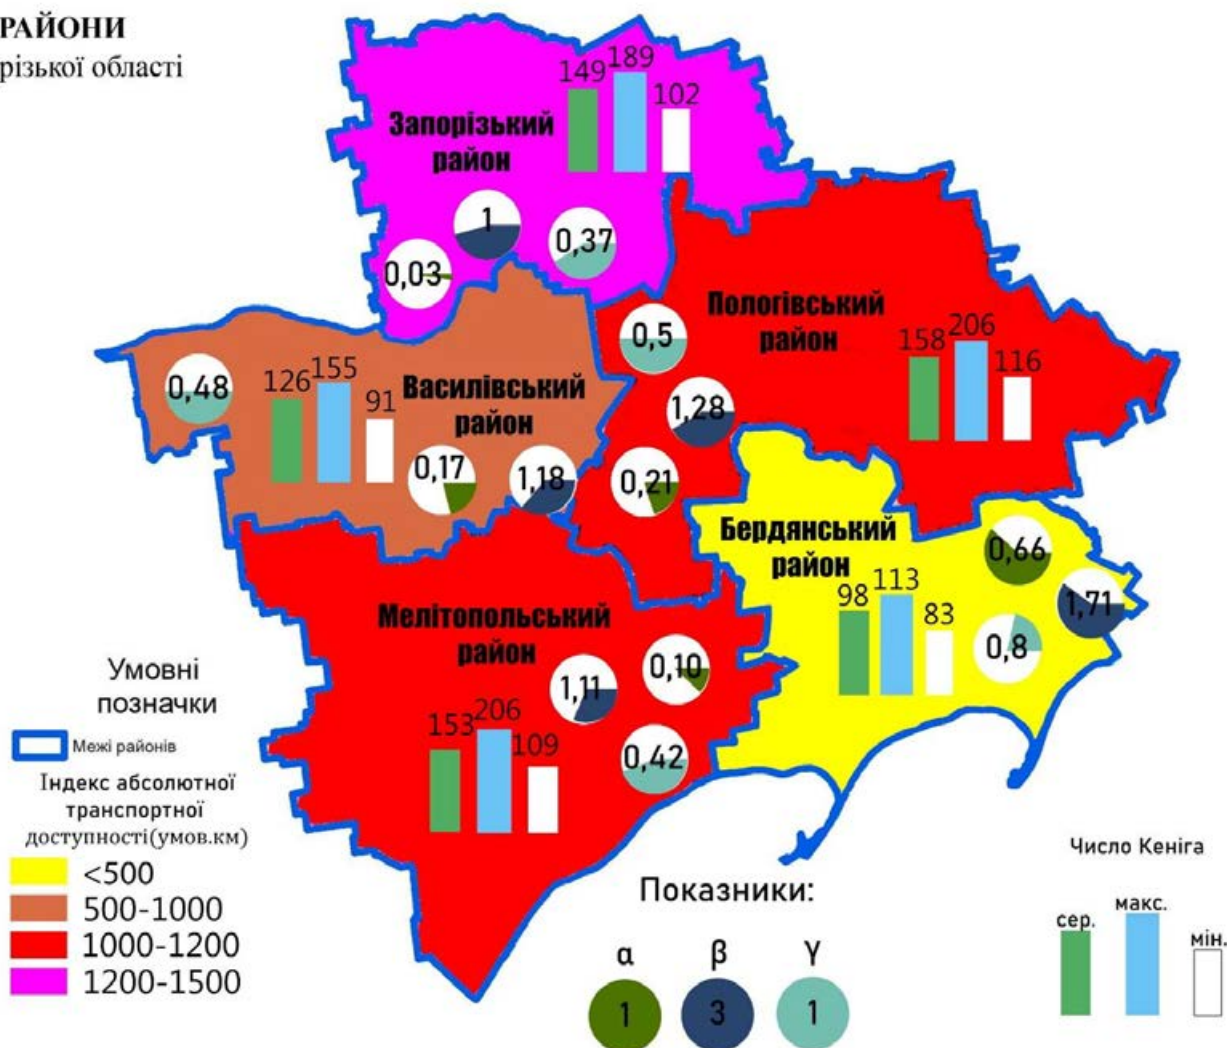 РАЙОНИ
різької області
149 189 102
Запорізький
район
1
0,37
0,03
Пологівський
район
158 206 116
0,5
1,28
0,21
0,48
126 155 91
Василівський
район
0,17
1,18
Бердянський
район
98 113 83
0,66
1,71
0,8
Мелітопольський
район
0,10
1,11
153 206 109
0,42
Умовні
позначки
Межі районів
Індекс абсолютної
транспортної
доступності(умов.км)
<500
500-1000
1000-1200
1200-1500
Показники:
α β γ
1 3 1
Число Кеніга
сер. макс. мін.